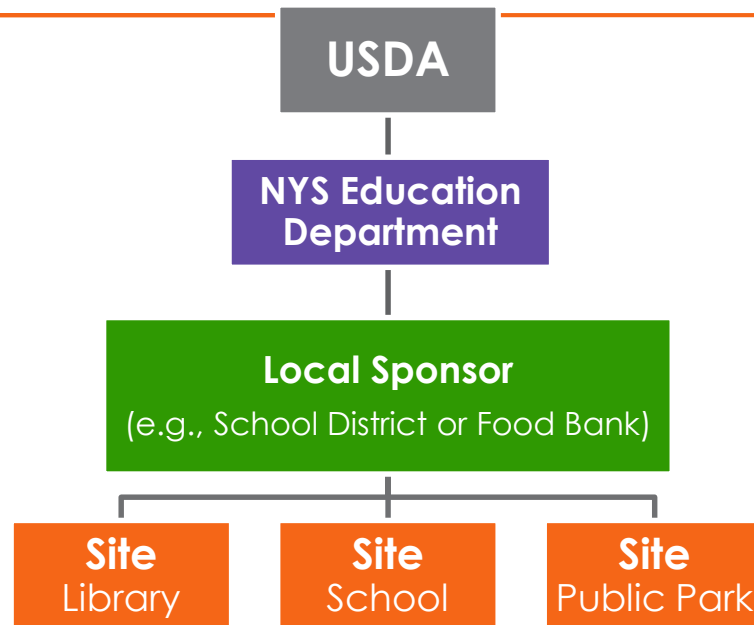 USDA
NYS Education
Department
Local Sponsor
(e.g., School District or Food Bank)
Site
Library
Site
School
Site
Public Park